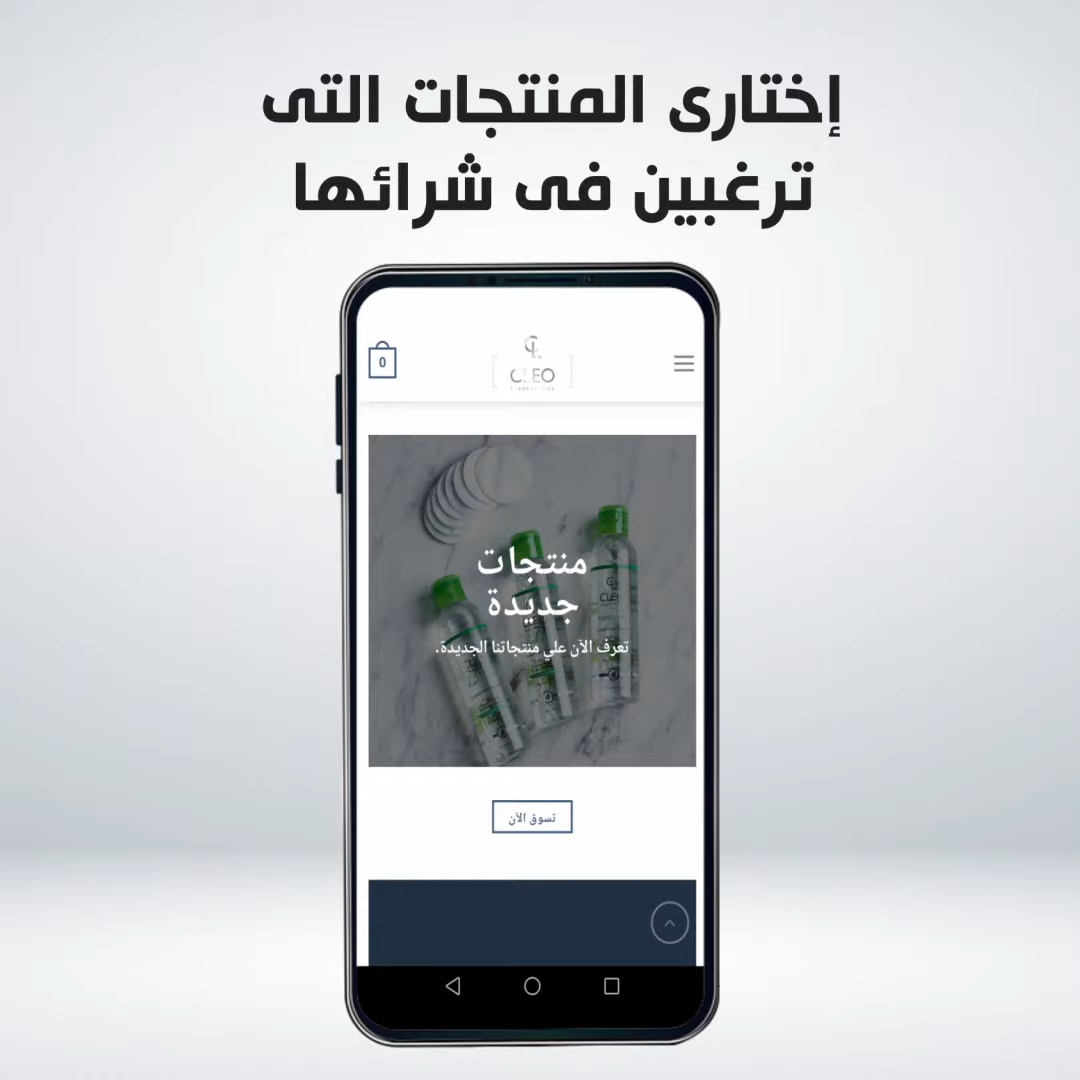 إختارى المنتجات التى
ترغبين فى شرائها
0
CLEO
منتجات
جديدة
تعرف الآن علي منتجاتنا الجديدة.
تسوق الآن